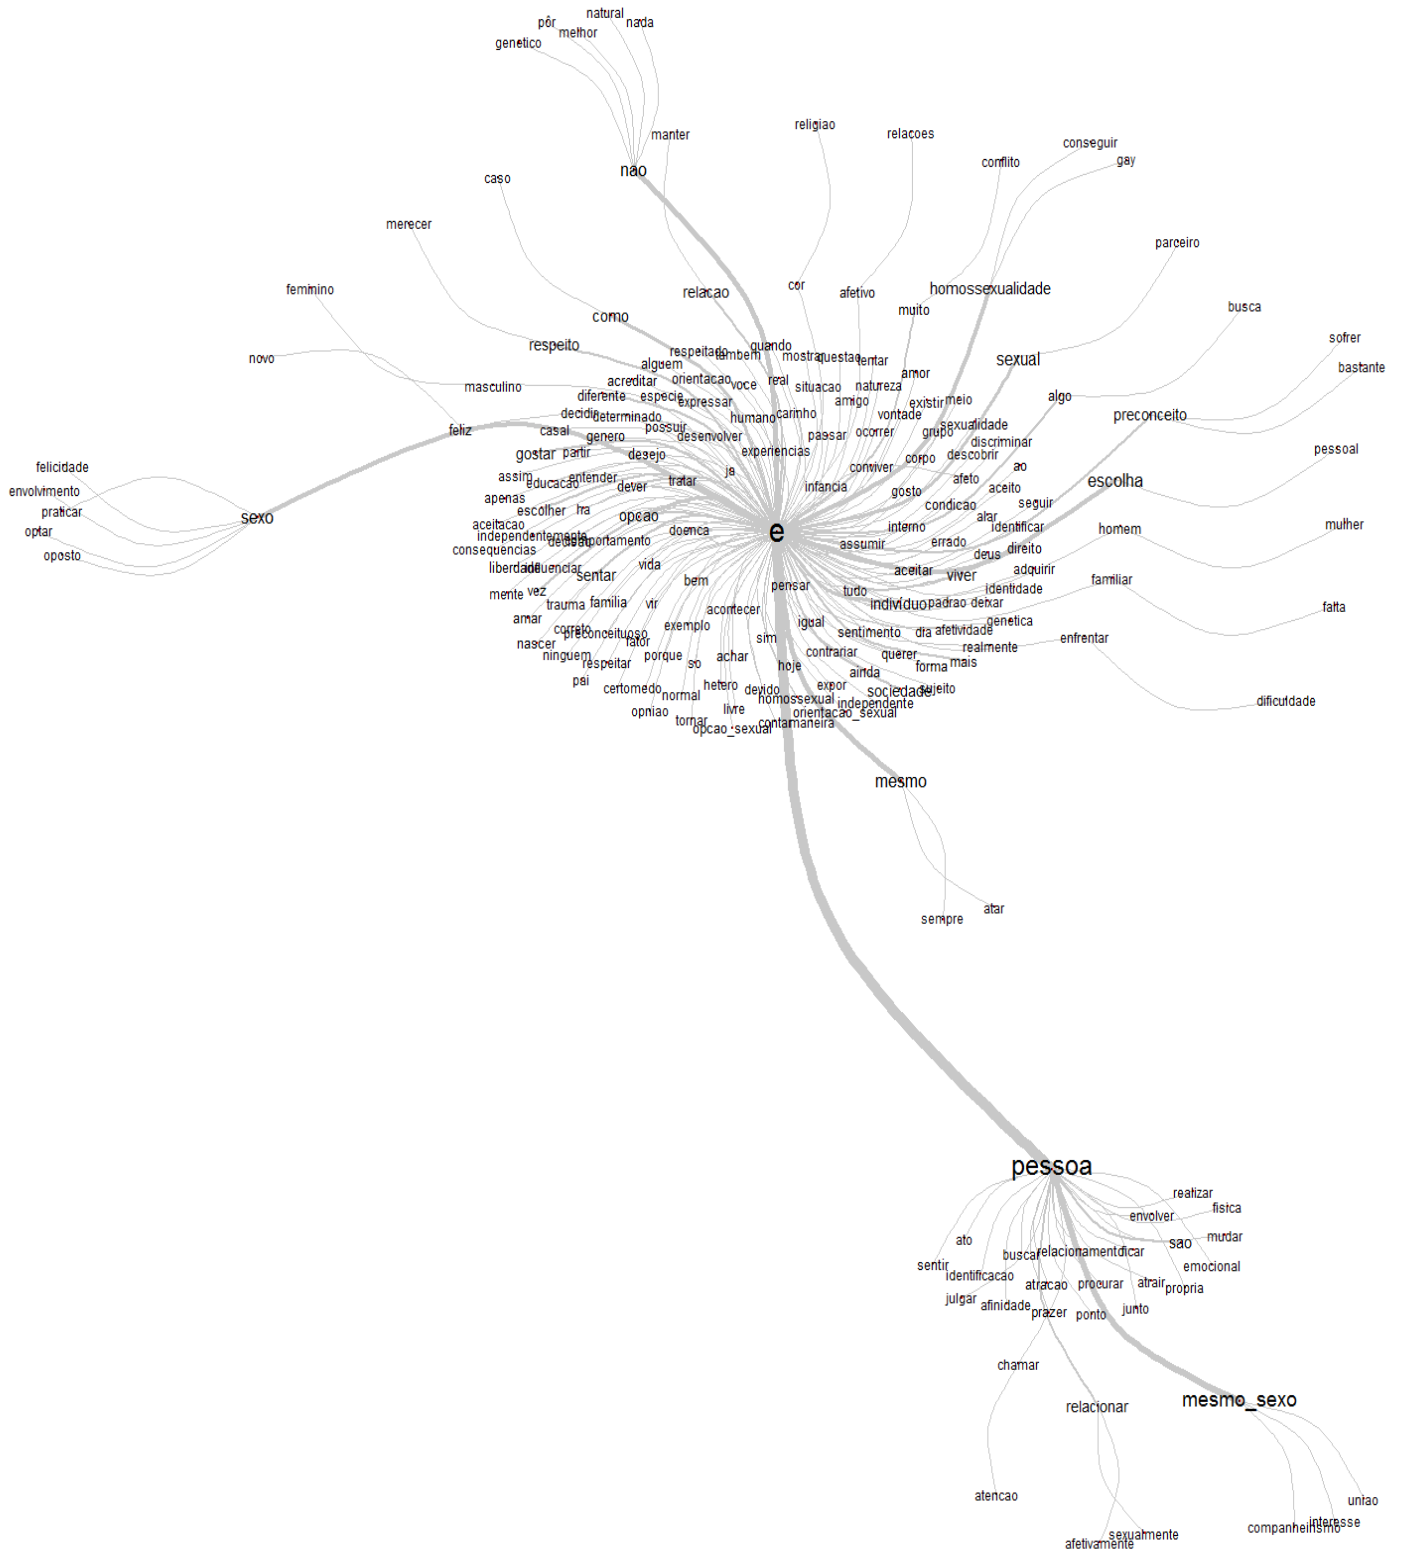 natural
pôr
nada
melhor
genetico
religiao
manter
relacoes
conseguir
conflito
gay
nao
caso
merecer
parceiro
feminino
relacao
cor
afetivo
homossexualidade
muito
busca
como
respeito
quando
sofrer
novo
respeitado
tambem
mostrar
questao
tentar
sexual
alguem
bastante
acreditar
orientacao
voce
real
situacao
natureza
amor
masculino
diferente
especie
expressar
amigo
existir
meio
algo
decidir
determinado
humano
carinho
vontade
preconceito
feliz
casal
genero
possuir
desenvolver
passar
ocorrer
grupo
sexualidade
discriminar
gostar
partir
desejo
experiencias
corpo
descobrir
pessoal
felicidade
ja
conviver
ao
assim
educacao
entender
tratar
afeto
escolha
envolvimento
apenas
dever
infancia
gosto
aceito
praticar
sexo
escolher
opcao
condicao
seguir
optar
aceitacao
doenca
e
interno
alar
identificar
homem
mulher
independentemente
oposto
consequencias
assumir
errado
deus
direito
liberdade
influenciar
sentar
vida
bem
pensar
aceitar
viver
adquirir
familiar
mente
vez
tudo
identidade
trauma
familia
vir
acontecer
individuo
padrao
deixar
falta
amar
correto
preconceituoso
exemplo
igual
sentimento
dia
afetividade
genetica
nascer
fator
sim
realmente
enfrentar
ninguem
respeitar
porque
so
achar
hoje
contrariar
querer
forma
mais
pai
certo
medo
normal
hetero
devido
expor
ainda
sociedade
sujeito
opniao
livre
homossexual
independente
dificuldade
tornar
opcao_sexual
conta
maneira
orientacao_sexual
mesmo
sempre
atar
pessoa
realizar
envolver
fisica
ato
sao
mudar
buscar
relacionamento
ficar
sentir
identificacao
emocional
atracao
procurar
atrair
propria
julgar
afinidade
prazer
ponto
junto
chamar
relacionar
mesmo_sexo
atencao
uniao
companheirismo
interesse
sexualmente
afetivamente